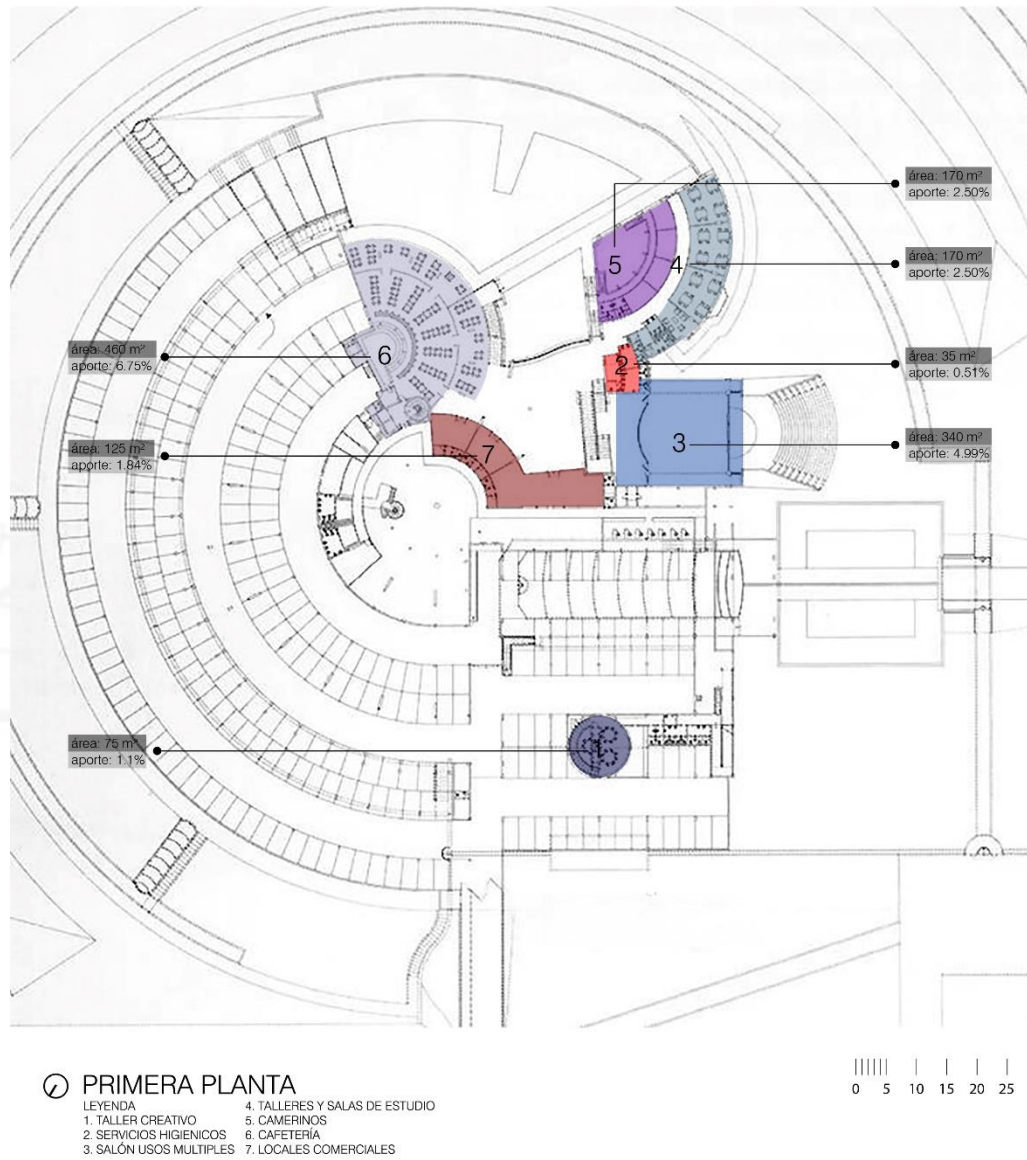 área: 170 m²
aporte: 2.50%
5
4
área: 170 m²
aporte: 2.50%
6
área: 460 m²
aporte: 6.75%
2
área: 35 m²
aporte: 0.51%
7
área: 125 m²
aporte: 1.84%
3
área: 340 m²
aporte: 4.99%
área: 75 m²
aporte: 1.1%
1
PRIMERA PLANTA
LEYENDA
1. TALLER CREATIVO
2. SERVICIOS HIGIENICOS
3. SALÓN USOS MULTIPLES
4. TALLERES Y SALAS DE ESTUDIO
5. CAMERINOS
6. CAFETERÍA
7. LOCALES COMERCIALES
0 5 10 15 20 25